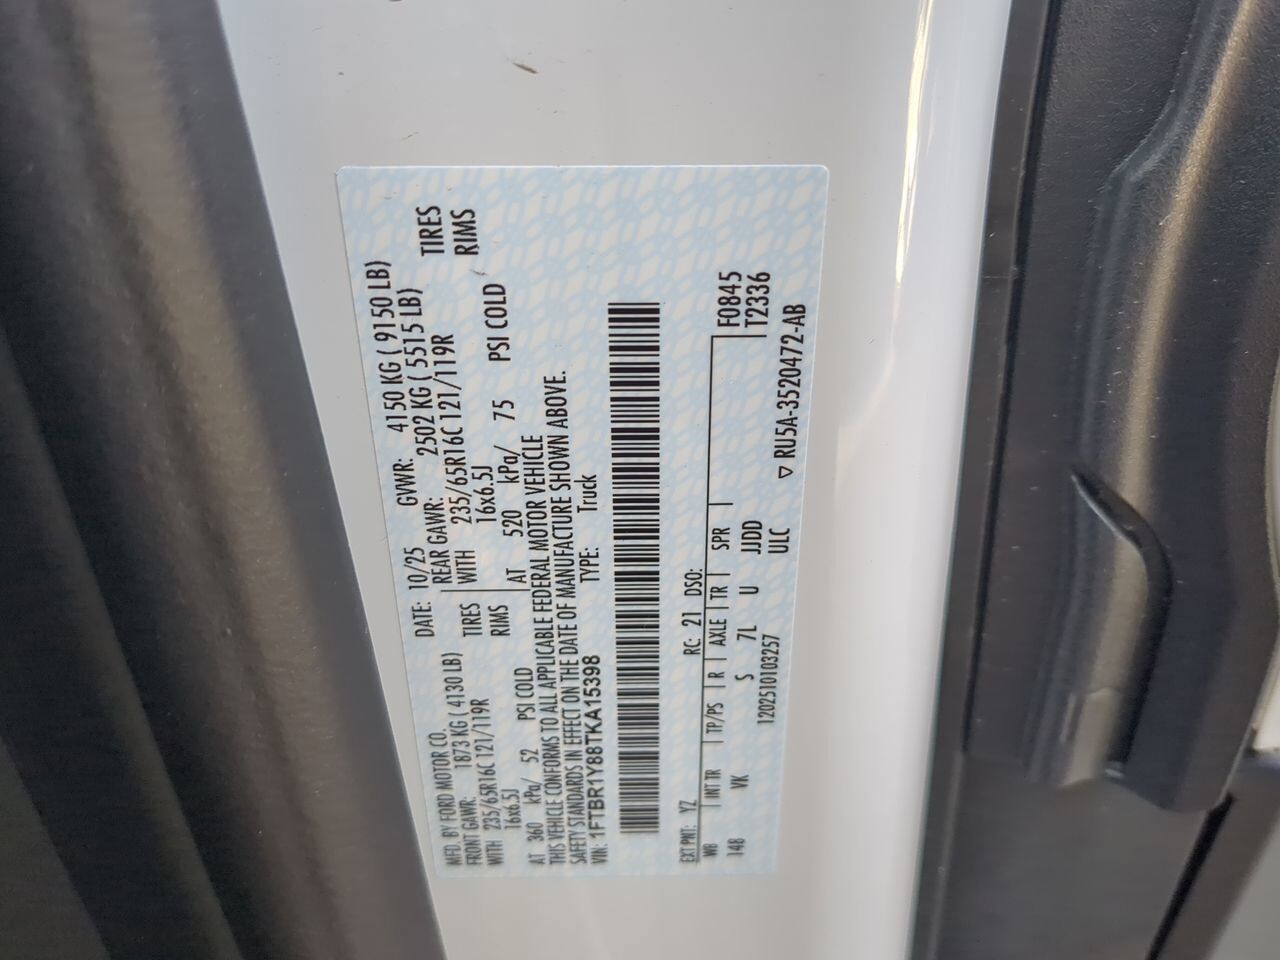 MFD. BY FORD MOTOR CO.
DATE: 10/25 GVWR: 4150 KG ( 9150 LB)
FRONT GAWR: 1873 KG ( 4130 LB) REAR GAWR: 2502 KG ( 5515 LB)
WITH 235/65R16C 121/119R TIRES WITH 235/65R16C 121/119R TIRES
16x6.5J RIMS 16x6.5J RIMS
AT 360 kPa/ 52 PSI COLD AT 520 kPa/ 75 PSI COLD
THIS VEHICLE CONFORMS TO ALL APPLICABLE FEDERAL MOTOR VEHICLE
SAFETY STANDARDS IN EFFECT ON THE DATE OF MANUFACTURE SHOWN ABOVE.
VIN: 1FTBR1Y88TKA15398 TYPE: Truck
EXT PNT: YZ RC: 21 DSO: F0845
WB INT TR TP/PS R AXLE TR SPR T2336
148 VK S 7L U JJDD
120251010​3257 ULC ▽ RU5A-3520472-AB